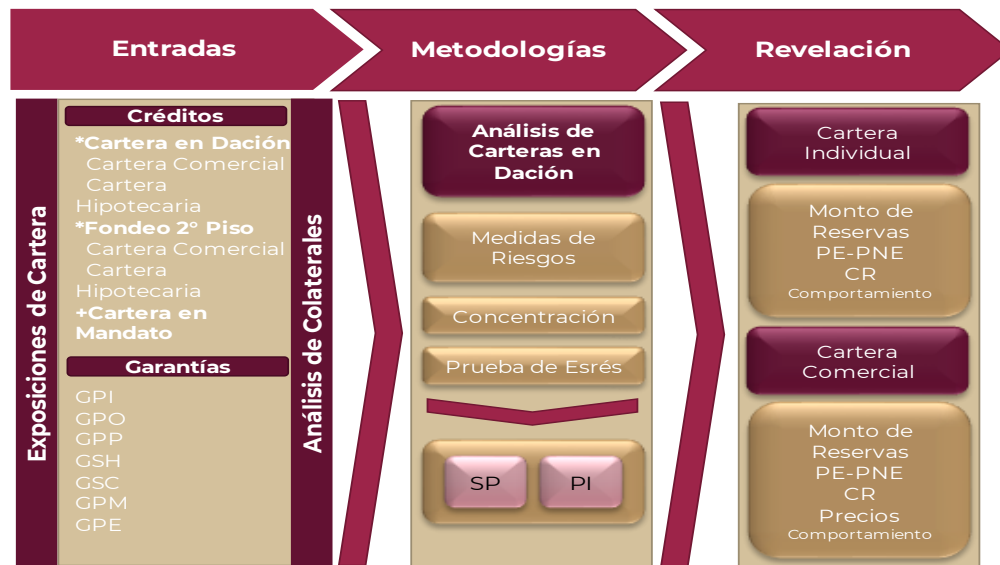 Entradas
Metodologías
Revelación
Exposiciones de Cartera
Créditos
*Cartera en Dación
Cartera Comercial
Cartera
Hipotecaria
*Fondeo 2° Piso
Cartera Comercial
Cartera
Hipotecaria
+Cartera en
Mandato
Garantías
GPI
GPO
GPP
GSH
GSC
GPM
GPE
Análisis de Colaterales
Análisis de
Carteras en
Dación
Medidas de
Riesgos
Concentración
Prueba de Esrés
SP
PI
Cartera
Individual
Monto de
Reservas
PE-PNE
CR
Comportamiento
Cartera
Comercial
Monto de
Reservas
PE-PNE
CR
Precios
Comportamiento